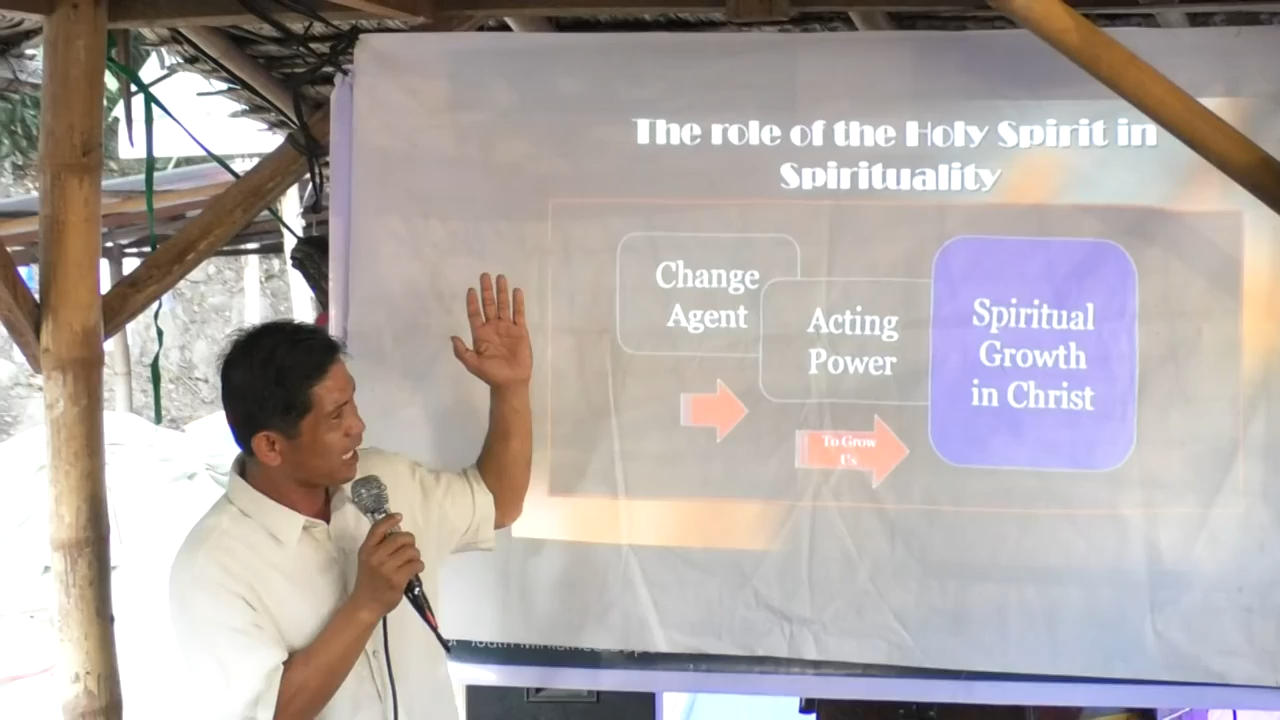 The role of the Holy Spirit in
Spirituality
Change
Agent
Acting
Power
Spiritual
Growth
in Christ
To Grow
Us